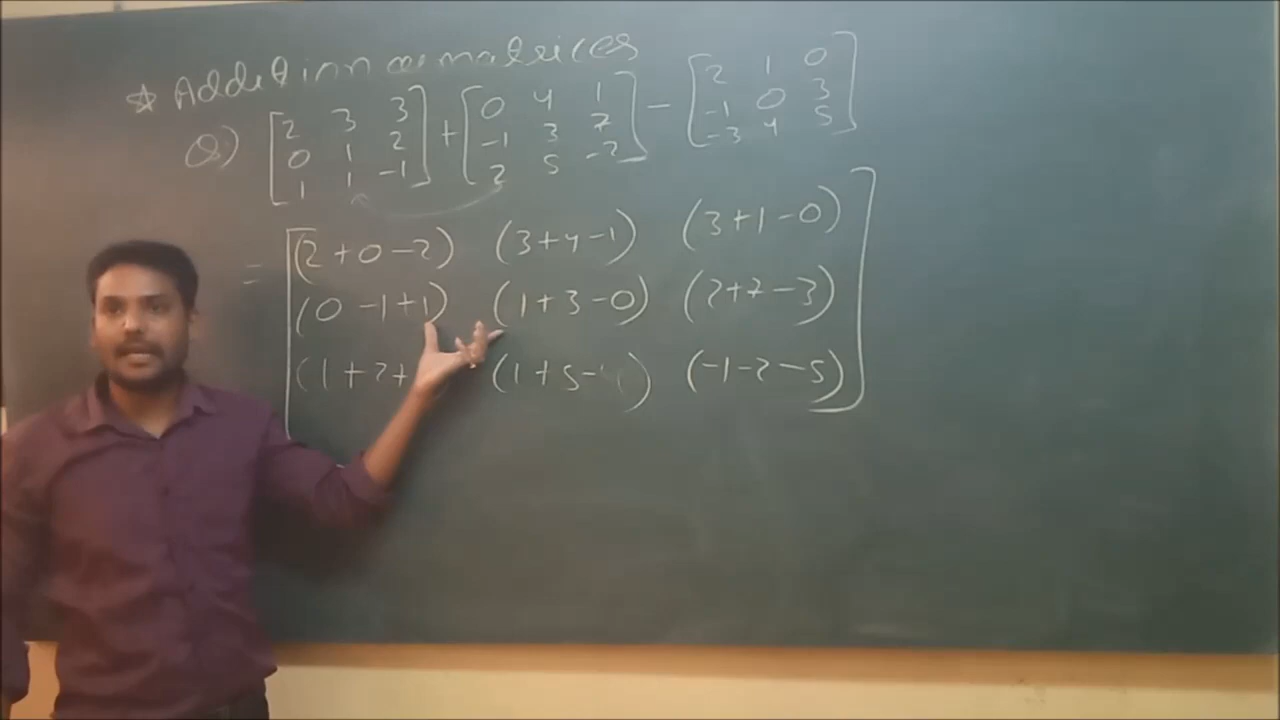 * Addition of matrices
Q) [2 3 3] + [0 4 1] - [2 1 0]
[0 1 2] [-1 3 7] [-1 0 3]
[1 1 -1] [2 5 -2] [-3 4 5]
= [(2+0-2) (3+4-1) (3+1-0)]
(0-1+1) (1+3-0) (2+7-3)
(1+2+ (1+5- ) (-1-2-5)